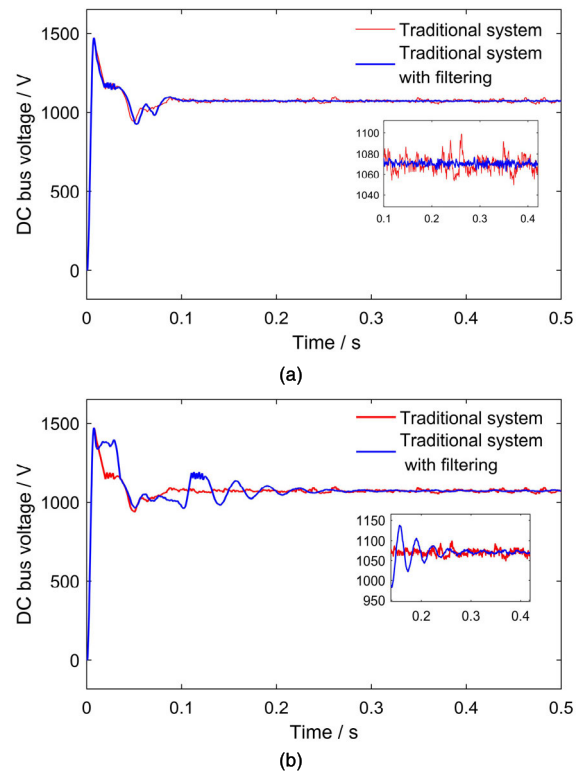 DC bus voltage / V
1500
1000
500
0
Traditional system
Traditional system
with filtering
1100
1080
1060
1040
0.1 0.2 0.3 0.4
0 0.1 0.2 0.3 0.4 0.5
Time / s
(a)
DC bus voltage / V
1500
1000
500
0
Traditional system
Traditional system
with filtering
1150
1100
1050
1000
950
0.2 0.3 0.4
0 0.1 0.2 0.3 0.4 0.5
Time / s
(b)